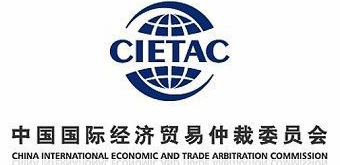 CIETAC
中国国际经济贸易仲裁委员会
CHINA INTERNATIONAL ECONOMIC AND TRADE ARBITRATION COMMISSION